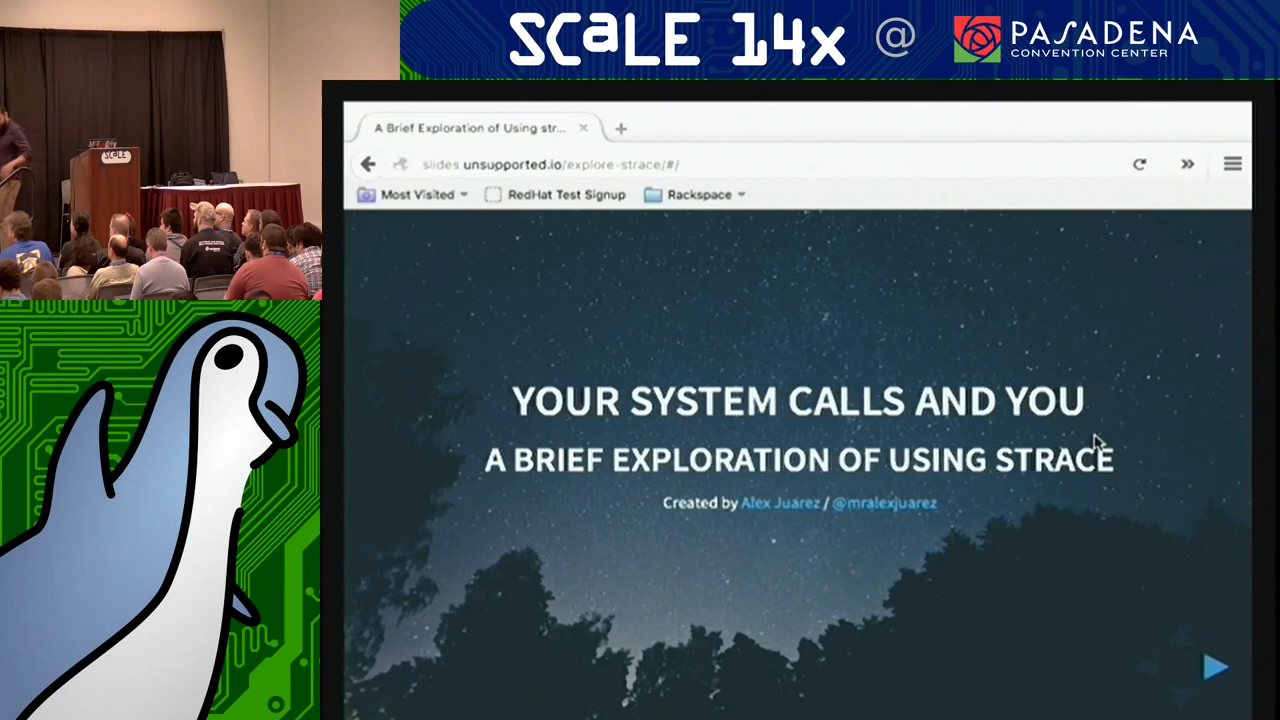 SCALE 14x @ PASADENA
CONVENTION CENTER
A Brief Exploration of Using str...
slides.unsupported.io/explore-strace/#/
Most Visited
RedHat Test Signup
Rackspace
SCALE
YOUR SYSTEM CALLS AND YOU
A BRIEF EXPLORATION OF USING STRACE
Created by Alex Juarez / @mralexjuarez